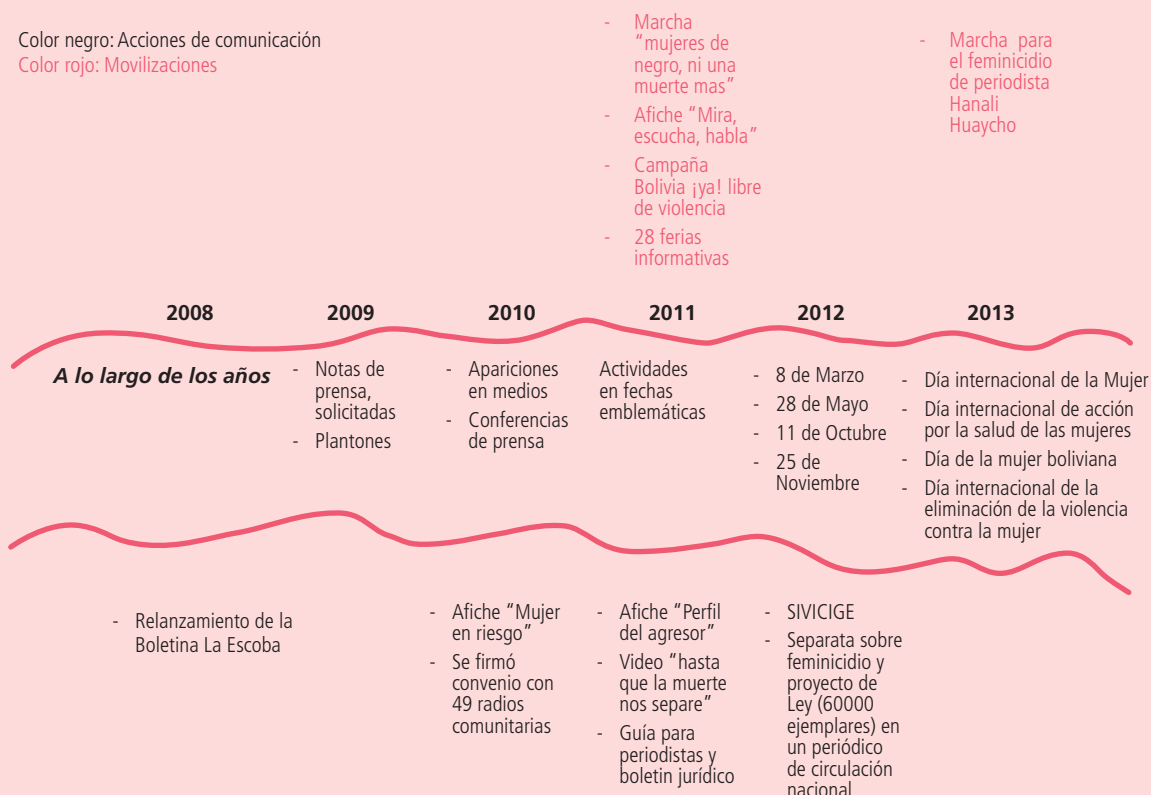 Color negro: Acciones de comunicación
Color rojo: Movilizaciones
- Marcha
“mujeres de
negro, ni una
muerte mas”
- Afiche “Mira,
escucha, habla”
- Campaña
Bolivia ¡ya! libre
de violencia
- 28 ferias
informativas
- Marcha para
el feminicidio
de periodista
Hanali
Huaycho
2008 2009 2010 2011 2012 2013
A lo largo de los años
- Notas de
prensa,
solicitadas
- Plantones
- Apariciones
en medios
- Conferencias
de prensa
Actividades
en fechas
emblemáticas
- 8 de Marzo
- 28 de Mayo
- 11 de Octubre
- 25 de
Noviembre
- Día internacional de la Mujer
- Día internacional de acción
por la salud de las mujeres
- Día de la mujer boliviana
- Día internacional de la
eliminación de la violencia
contra la mujer
- Relanzamiento de la
Boletina La Escoba
- Afiche “Mujer
en riesgo”
- Se firmó
convenio con
49 radios
comunitarias
- Afiche “Perfil
del agresor”
- Video “hasta
que la muerte
nos separe”
- Guía para
periodistas y
boletin jurídico
- SIVICIGE
- Separata sobre
feminicidio y
proyecto de
Ley (60000
ejemplares) en
un periódico
de circulación
nacional